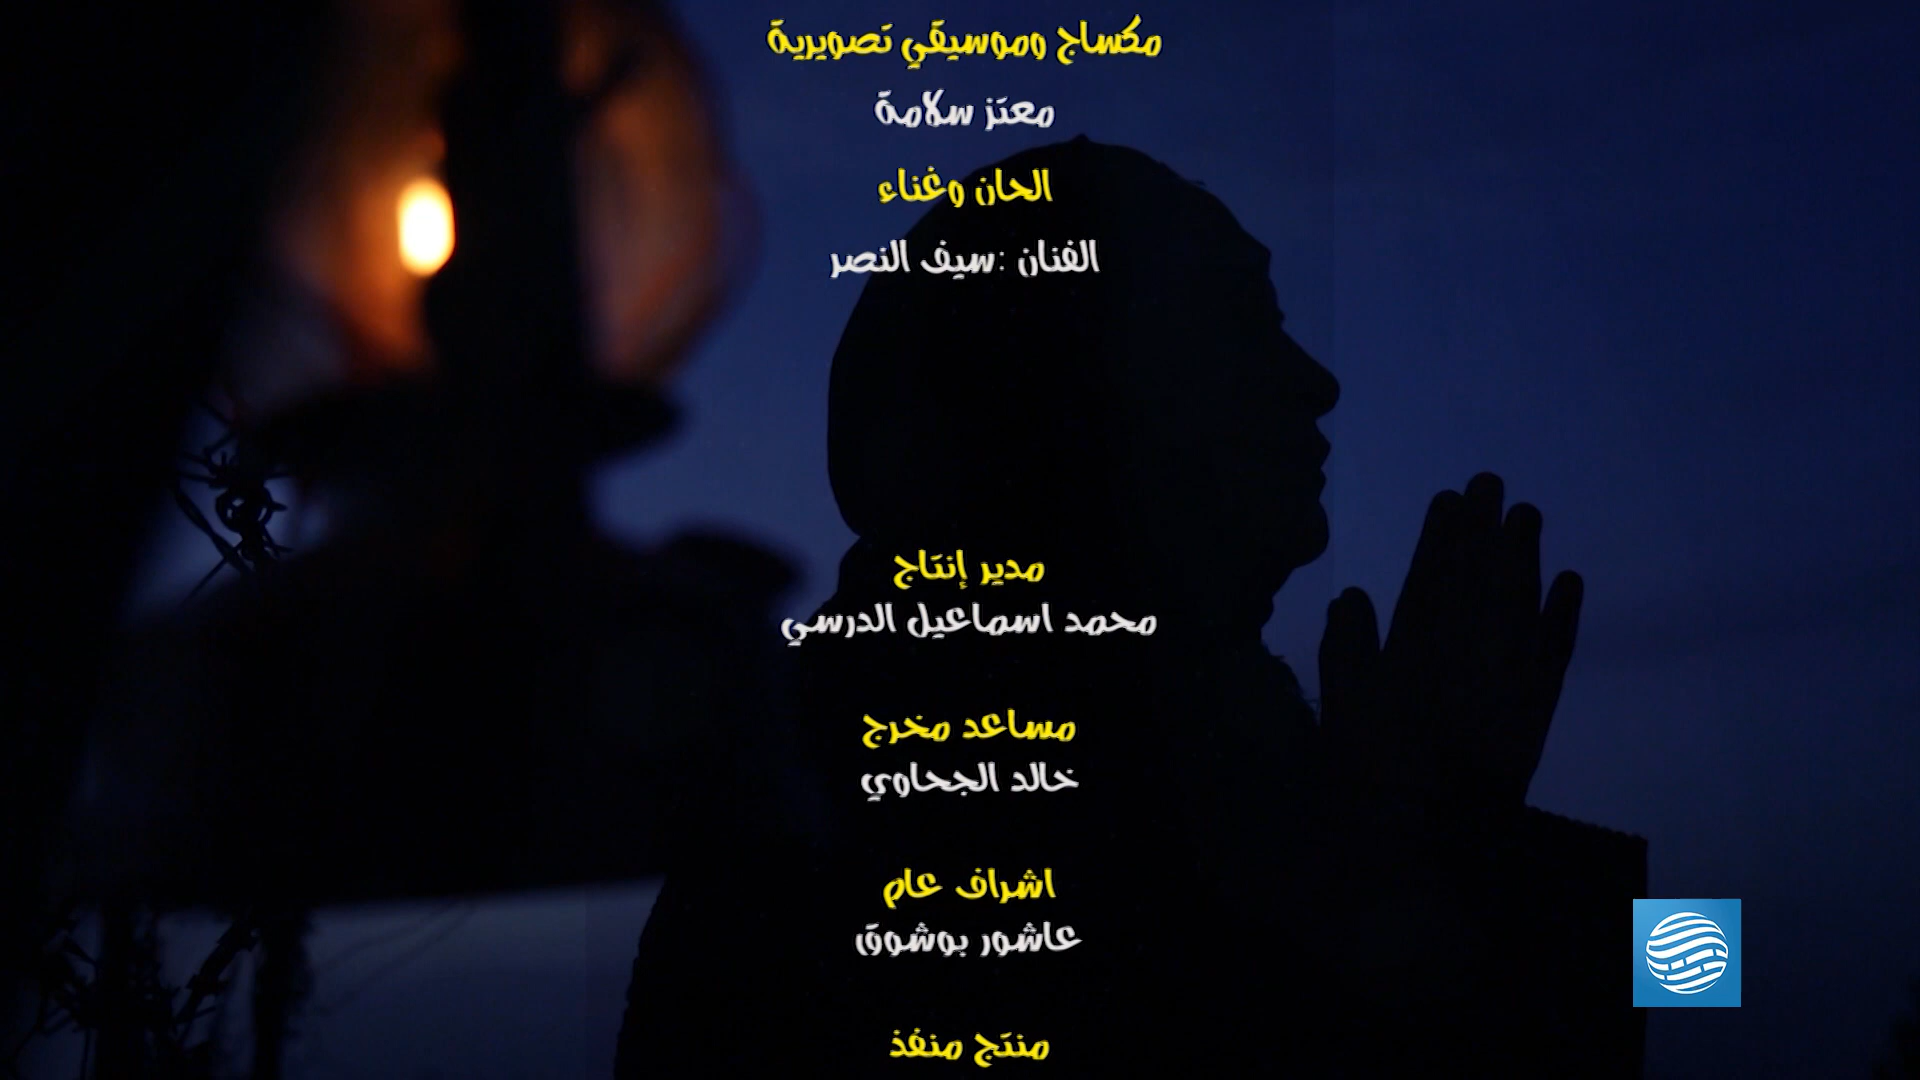 مكساج وموسيقي تصويرية
معتز سلامة
الحان وغناء
الفنان :سيف النصر
مدير إنتاج
محمد اسماعيل الدرسي
مساعد مخرج
خالد الجحاوي
اشراف عام
عاشور بوشوق
منتج منفذ